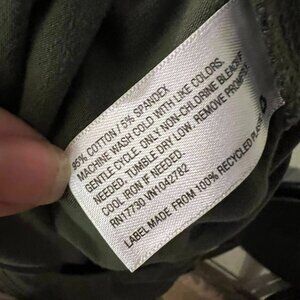 95% COTTON / 5% SPANDEX
MACHINE WASH COLD WITH LIKE COLORS.
GENTLE CYCLE. ONLY NON-CHLORINE BLEACH IF
NEEDED. TUMBLE DRY LOW. REMOVE PROMPTLY.
COOL IRON IF NEEDED.
RN17730 VN1042782
LABEL MADE FROM 100% RECYCLED